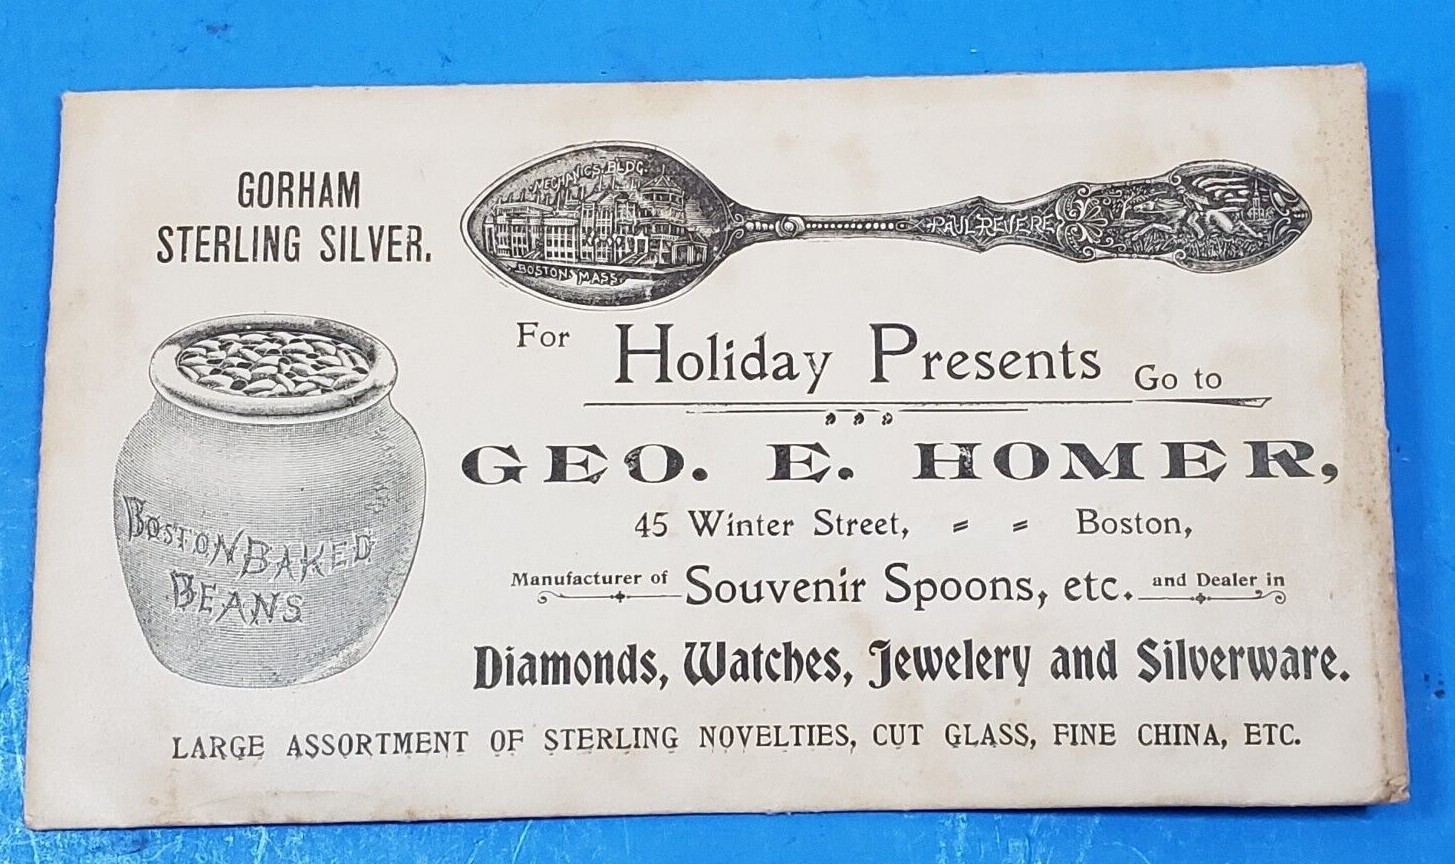 GORHAM
STERLING SILVER.
MECHANICS BLDG.
BOSTON, MASS.
PAUL REVERE
BOSTON BAKED
BEANS
For Holiday Presents Go to
GEO. E. HOMER,
45 Winter Street, = = Boston,
Manufacturer of Souvenir Spoons, etc. and Dealer in
Diamonds, Watches, Jewelery and Silverware.
LARGE ASSORTMENT OF STERLING NOVELTIES, CUT GLASS, FINE CHINA, ETC.